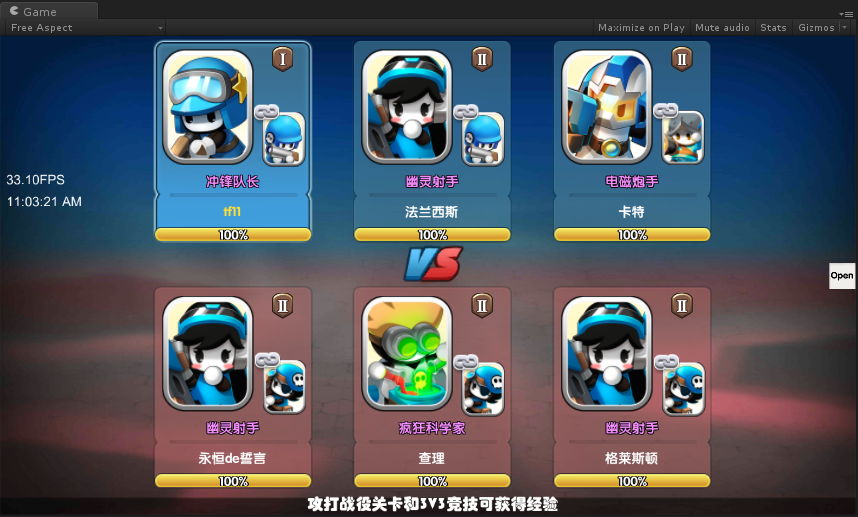 Game
Free Aspect
Maximize on Play Mute audio Stats Gizmos
I II II
冲锋队长 幽灵射手 电磁炮手
tf11 法兰西斯 卡特
100% 100% 100%
33.10FPS
11:03:21 AM
VS
Open
II II II
幽灵射手 疯狂科学家 幽灵射手
永恒de誓言 查理 格莱斯顿
100% 100% 100%
攻打战役关卡和3V3竞技可获得经验